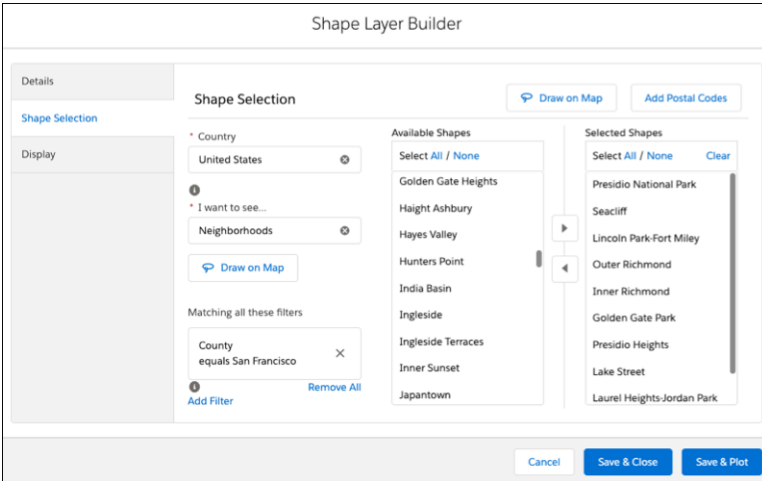 Shape Layer Builder
Details
Shape Selection
Display
Shape Selection
Draw on Map
Add Postal Codes
* Country
United States
* I want to see...
Neighborhoods
Draw on Map
Matching all these filters
County
equals San Francisco
Remove All
Add Filter
Available Shapes
Select All / None
Golden Gate Heights
Haight Ashbury
Hayes Valley
Hunters Point
India Basin
Ingleside
Ingleside Terraces
Inner Sunset
Japantown
Selected Shapes
Select All / None Clear
Presidio National Park
Seacliff
Lincoln Park-Fort Miley
Outer Richmond
Inner Richmond
Golden Gate Park
Presidio Heights
Lake Street
Laurel Heights-Jordan Park
Cancel
Save & Close
Save & Plot